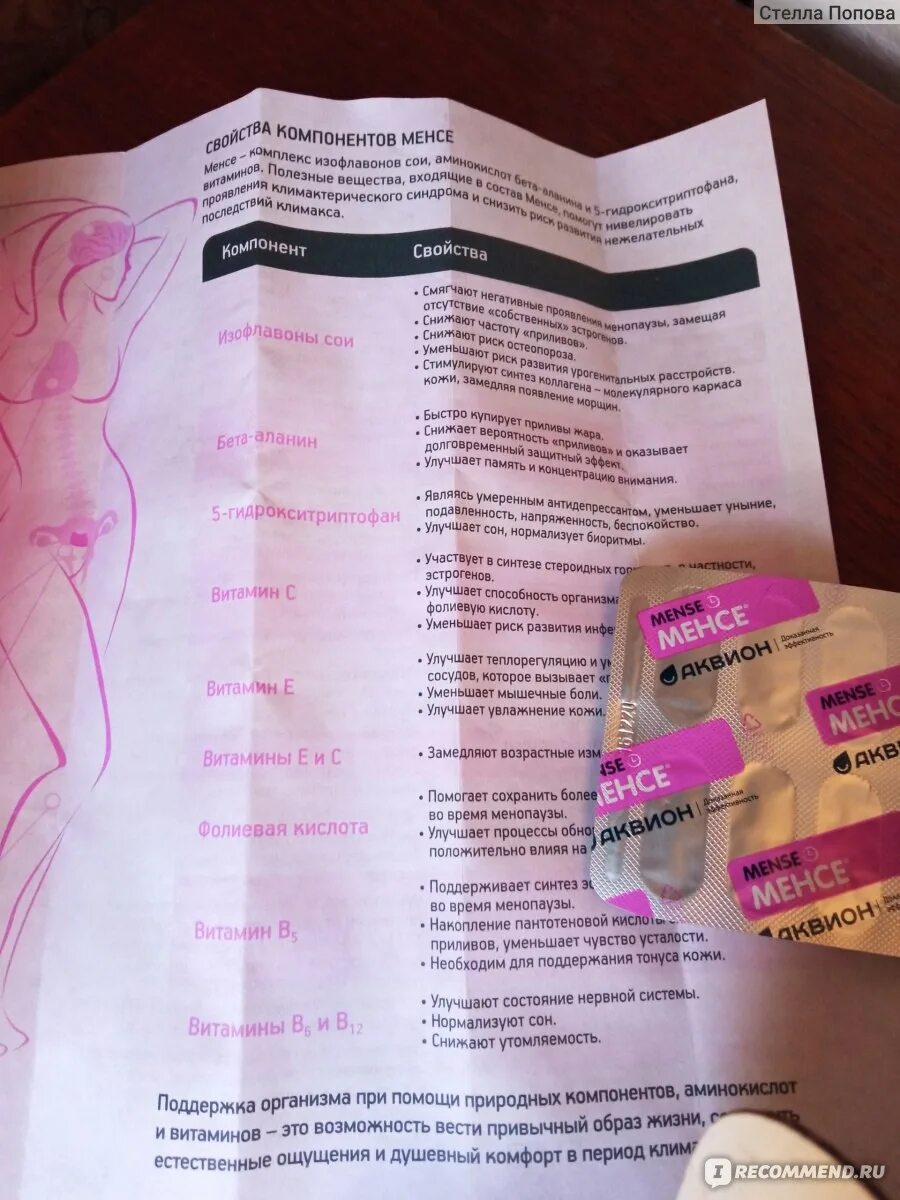 Стелла Попова
СВОЙСТВА КОМПОНЕНТОВ МЕНСЕ
Менсе – комплекс изофлавонов сои, аминокислот бета-аланина и 5-гидрокситриптофана,
витаминов. Полезные вещества, входящие в состав Менсе, помогут нивелировать
проявления климактерического синдрома и снизить риск развития нежелательных
последствий климакса.
Компонент Свойства
Изофлавоны сои
• Смягчают негативные проявления менопаузы, замещая
отсутствие «собственных» эстрогенов.
• Снижают частоту «приливов».
• Снижают риск остеопороза.
• Уменьшают риск развития урогенитальных расстройств.
• Стимулируют синтез коллагена – молекулярного каркаса
кожи, замедляя появление морщин.
Бета-аланин
• Быстро купирует приливы жара.
• Снижает вероятность «приливов» и оказывает
долговременный защитный эффект.
• Улучшает память и концентрацию внимания.
5-гидрокситриптофан
• Являясь умеренным антидепрессантом, уменьшает уныние,
подавленность, напряженность, беспокойство.
• Улучшает сон, нормализует биоритмы.
Витамин С
• Участвует в синтезе стероидных частности,
эстрогенов.
• Улучшает способность
фолиевую кислоту.
• Уменьшает риск развития
Витамин Е
• Улучшает теплорегуляцию и
сосудов, которое вызывает
• Уменьшает мышечные боли.
• Улучшает увлажнение кожи.
Витамины Е и С
• Замедляют возрастные
Фолиевая кислота
• Помогает сохранить более
во время менопаузы.
• Улучшает процессы
положительно влияя на
Витамин B5
• Поддерживает синтез
во время менопаузы.
• Накопление пантотеновой кислоты
приливов, уменьшает чувство усталости.
• Необходим для поддержания тонуса кожи.
Витамины B6 и B12
• Улучшают состояние нервной системы.
• Нормализуют сон.
• Снижают утомляемость.
Поддержка организма при помощи природных компонентов, аминокислот
и витаминов – это возможность вести привычный образ жизни,
естественные ощущения и душевный комфорт в период
MENSE
МЕНСЕ®
АКВИОН | Доказанная
эффективность
MENSE
АКВИОН Доказанная
эффективность
MENSE
МЕНСЕ®
АКВИОН
IRECOMMEND.RU